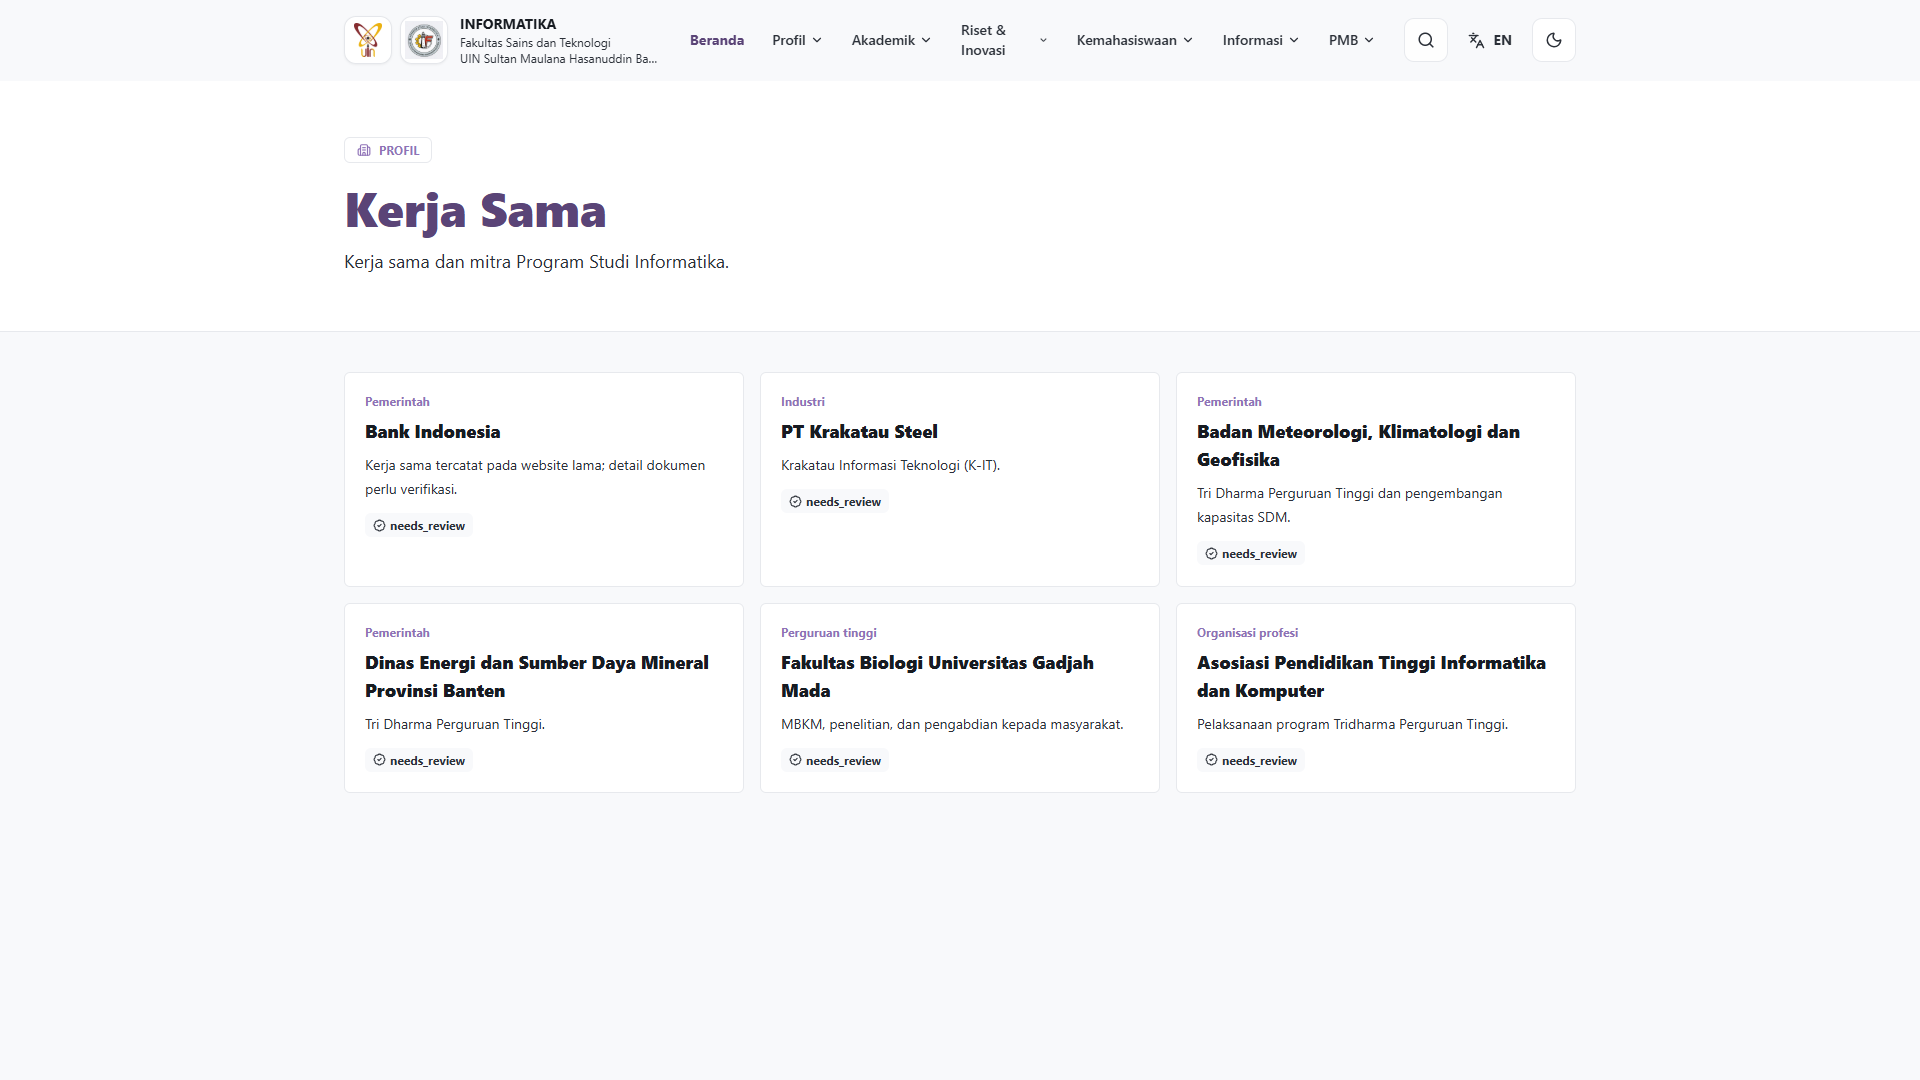 INFORMATIKA
Fakultas Sains dan Teknologi
UIN Sultan Maulana Hasanuddin Ba...
Beranda
Profil
Akademik
Riset &
Inovasi
Kemahasiswaan
Informasi
PMB
EN
PROFIL
Kerja Sama
Kerja sama dan mitra Program Studi Informatika.
Pemerintah
Bank Indonesia
Kerja sama tercatat pada website lama; detail dokumen
perlu verifikasi.
needs_review
Industri
PT Krakatau Steel
Krakatau Informasi Teknologi (K-IT).
needs_review
Pemerintah
Badan Meteorologi, Klimatologi dan
Geofisika
Tri Dharma Perguruan Tinggi dan pengembangan
kapasitas SDM.
needs_review
Pemerintah
Dinas Energi dan Sumber Daya Mineral
Provinsi Banten
Tri Dharma Perguruan Tinggi.
needs_review
Perguruan tinggi
Fakultas Biologi Universitas Gadjah
Mada
MBKM, penelitian, dan pengabdian kepada masyarakat.
needs_review
Organisasi profesi
Asosiasi Pendidikan Tinggi Informatika
dan Komputer
Pelaksanaan program Tridharma Perguruan Tinggi.
needs_review